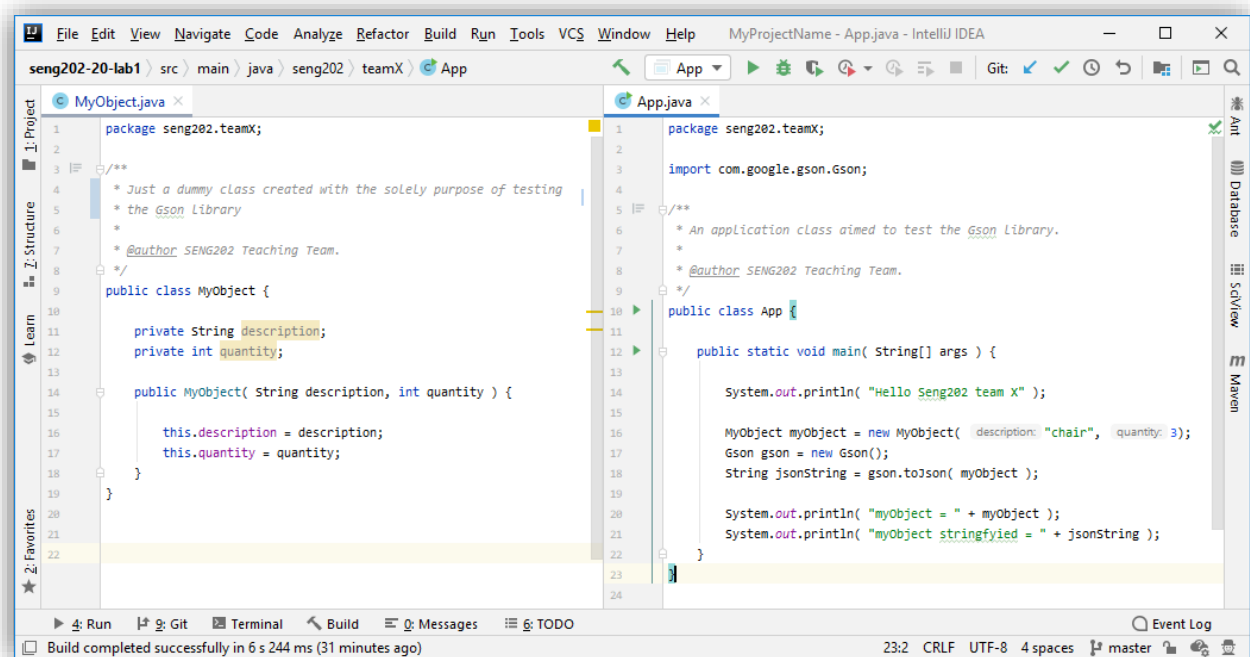 File Edit View Navigate Code Analyze Refactor Build Run Tools VCS Window Help MyProjectName - App.java - IntelliJ IDEA
seng202-20-lab1 src main java seng202 teamX App App Git:
1: Project
7: Structure
Learn
2: Favorites
MyObject.java
1 package seng202.teamX;
2
3 /**
4 * Just a dummy class created with the solely purpose of testing
5 * the Gson library
6 *
7 * @author SENG202 Teaching Team.
8 */
9 public class MyObject {
10
11 private String description;
12 private int quantity;
13
14 public MyObject( String description, int quantity ) {
15
16 this.description = description;
17 this.quantity = quantity;
18 }
19 }
20
21
22
App.java
1 package seng202.teamX;
2
3 import com.google.gson.Gson;
4
5 /**
6 * An application class aimed to test the Gson library.
7 *
8 * @author SENG202 Teaching Team.
9 */
10 public class App {
11
12 public static void main( String[] args ) {
13
14 System.out.println( "Hello Seng202 team X" );
15
16 MyObject myObject = new MyObject( description: "chair", quantity: 3);
17 Gson gson = new Gson();
18 String jsonString = gson.toJson( myObject );
19
20 System.out.println( "myObject = " + myObject );
21 System.out.println( "myObject stringfyied = " + jsonString );
22 }
23 }
24
Ant
Database
SciView
m Maven
4: Run 9: Git Terminal Build 0: Messages 6: TODO Event Log
Build completed successfully in 6 s 244 ms (31 minutes ago) 23:2 CRLF UTF-8 4 spaces master